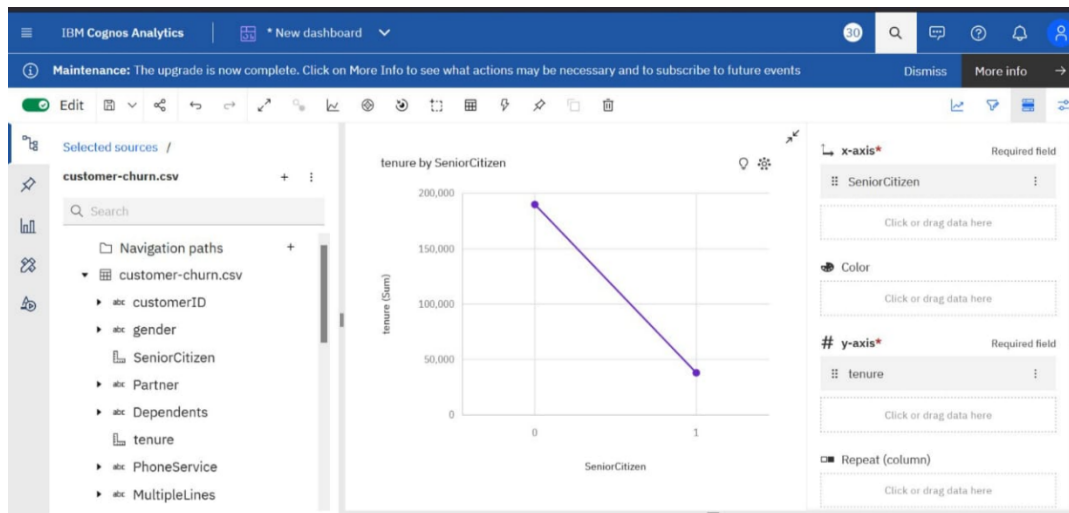 IBM Cognos Analytics
* New dashboard
30
Maintenance: The upgrade is now complete. Click on More Info to see what actions may be necessary and to subscribe to future events
Dismiss
More info
Edit
Selected sources /
customer-churn.csv
Search
Navigation paths
customer-churn.csv
abc customerID
abc gender
SeniorCitizen
abc Partner
abc Dependents
tenure
abc PhoneService
abc MultipleLines
tenure by SeniorCitizen
200,000
150,000
100,000
50,000
0
tenure (Sum)
0 1
SeniorCitizen
x-axis* Required field
SeniorCitizen
Click or drag data here
Color
Click or drag data here
# y-axis* Required field
tenure
Click or drag data here
Repeat (column)
Click or drag data here